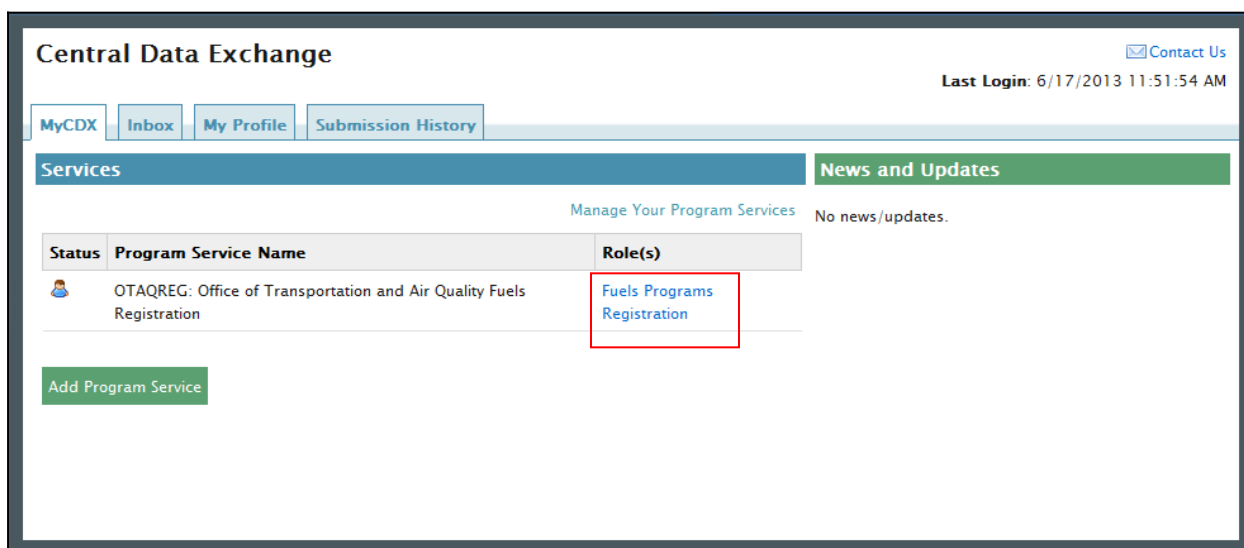 Central Data Exchange
Contact Us
Last Login: 6/17/2013 11:51:54 AM
MyCDX
Inbox
My Profile
Submission History
Services
News and Updates
Manage Your Program Services
No news/updates.
Status Program Service Name Role(s)
OTAQREG: Office of Transportation and Air Quality Fuels
Registration
Fuels Programs
Registration
Add Program Service